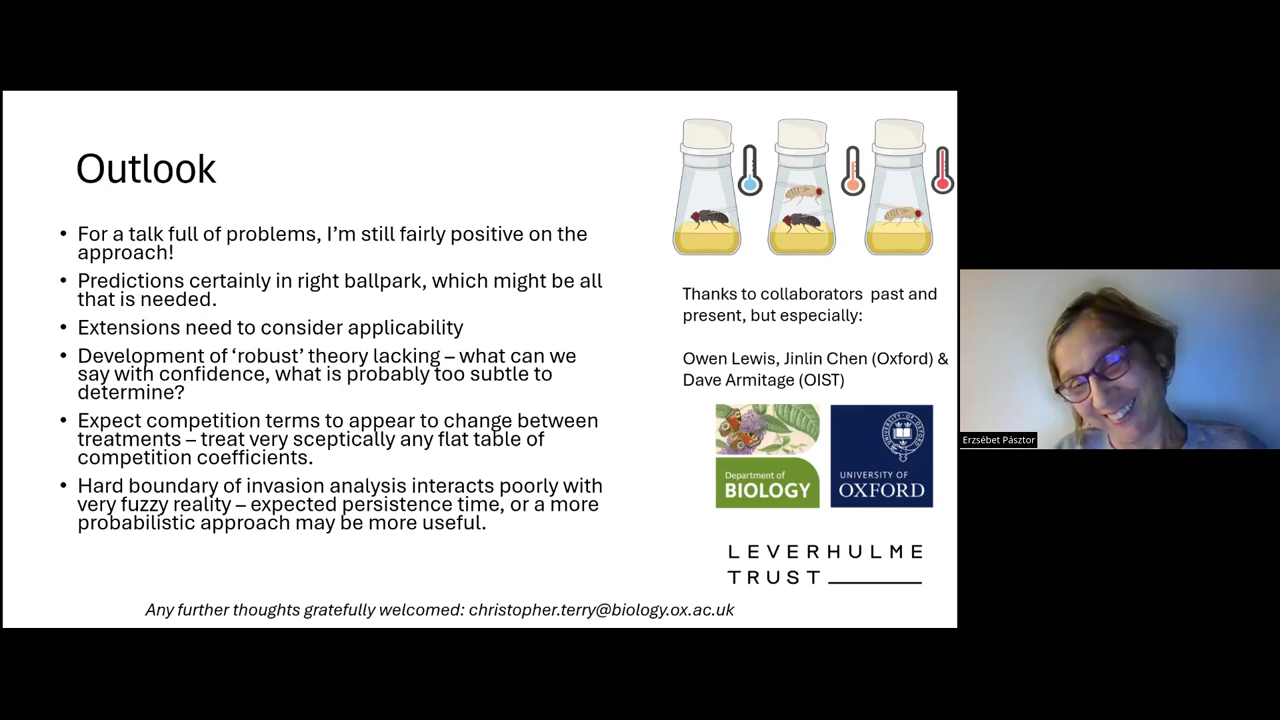 Outlook
• For a talk full of problems, I'm still fairly positive on the
approach!
• Predictions certainly in right ballpark, which might be all
that is needed.
• Extensions need to consider applicability
• Development of ‘robust’ theory lacking – what can we
say with confidence, what is probably too subtle to
determine?
• Expect competition terms to appear to change between
treatments – treat very sceptically any flat table of
competition coefficients.
• Hard boundary of invasion analysis interacts poorly with
very fuzzy reality – expected persistence time, or a more
probabilistic approach may be more useful.
Any further thoughts gratefully welcomed: christopher.terry@biology.ox.ac.uk
Thanks to collaborators past and
present, but especially:
Owen Lewis, Jinlin Chen (Oxford) &
Dave Armitage (OIST)
Department of
BIOLOGY
UNIVERSITY OF
OXFORD
LEVERHULME
TRUST
Erzsébet Pásztor